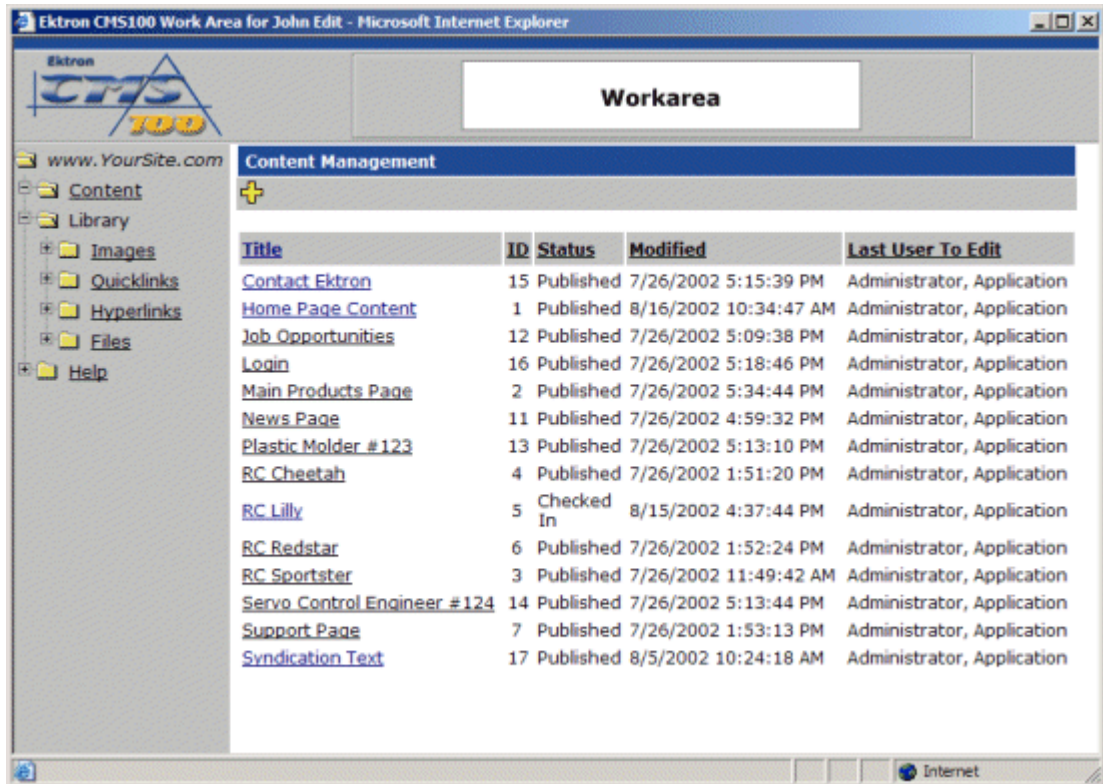 Ektron CMS100 Work Area for John Edit - Microsoft Internet Explorer
Ektron
CMS
100
Workarea
www.YourSite.com
Content
Library
Images
Quicklinks
Hyperlinks
Files
Help
Content Management
Title ID Status Modified Last User To Edit
Contact Ektron 15 Published 7/26/2002 5:15:39 PM Administrator, Application
Home Page Content 1 Published 8/16/2002 10:34:47 AM Administrator, Application
Job Opportunities 12 Published 7/26/2002 5:09:38 PM Administrator, Application
Login 16 Published 7/26/2002 5:18:46 PM Administrator, Application
Main Products Page 2 Published 7/26/2002 5:34:44 PM Administrator, Application
News Page 11 Published 7/26/2002 4:59:32 PM Administrator, Application
Plastic Molder #123 13 Published 7/26/2002 5:13:10 PM Administrator, Application
RC Cheetah 4 Published 7/26/2002 1:51:20 PM Administrator, Application
RC Lilly 5 Checked In 8/15/2002 4:37:44 PM Administrator, Application
RC Redstar 6 Published 7/26/2002 1:52:24 PM Administrator, Application
RC Sportster 3 Published 7/26/2002 11:49:42 AM Administrator, Application
Servo Control Engineer #124 14 Published 7/26/2002 5:13:44 PM Administrator, Application
Support Page 7 Published 7/26/2002 1:53:13 PM Administrator, Application
Syndication Text 17 Published 8/5/2002 10:24:18 AM Administrator, Application
Internet